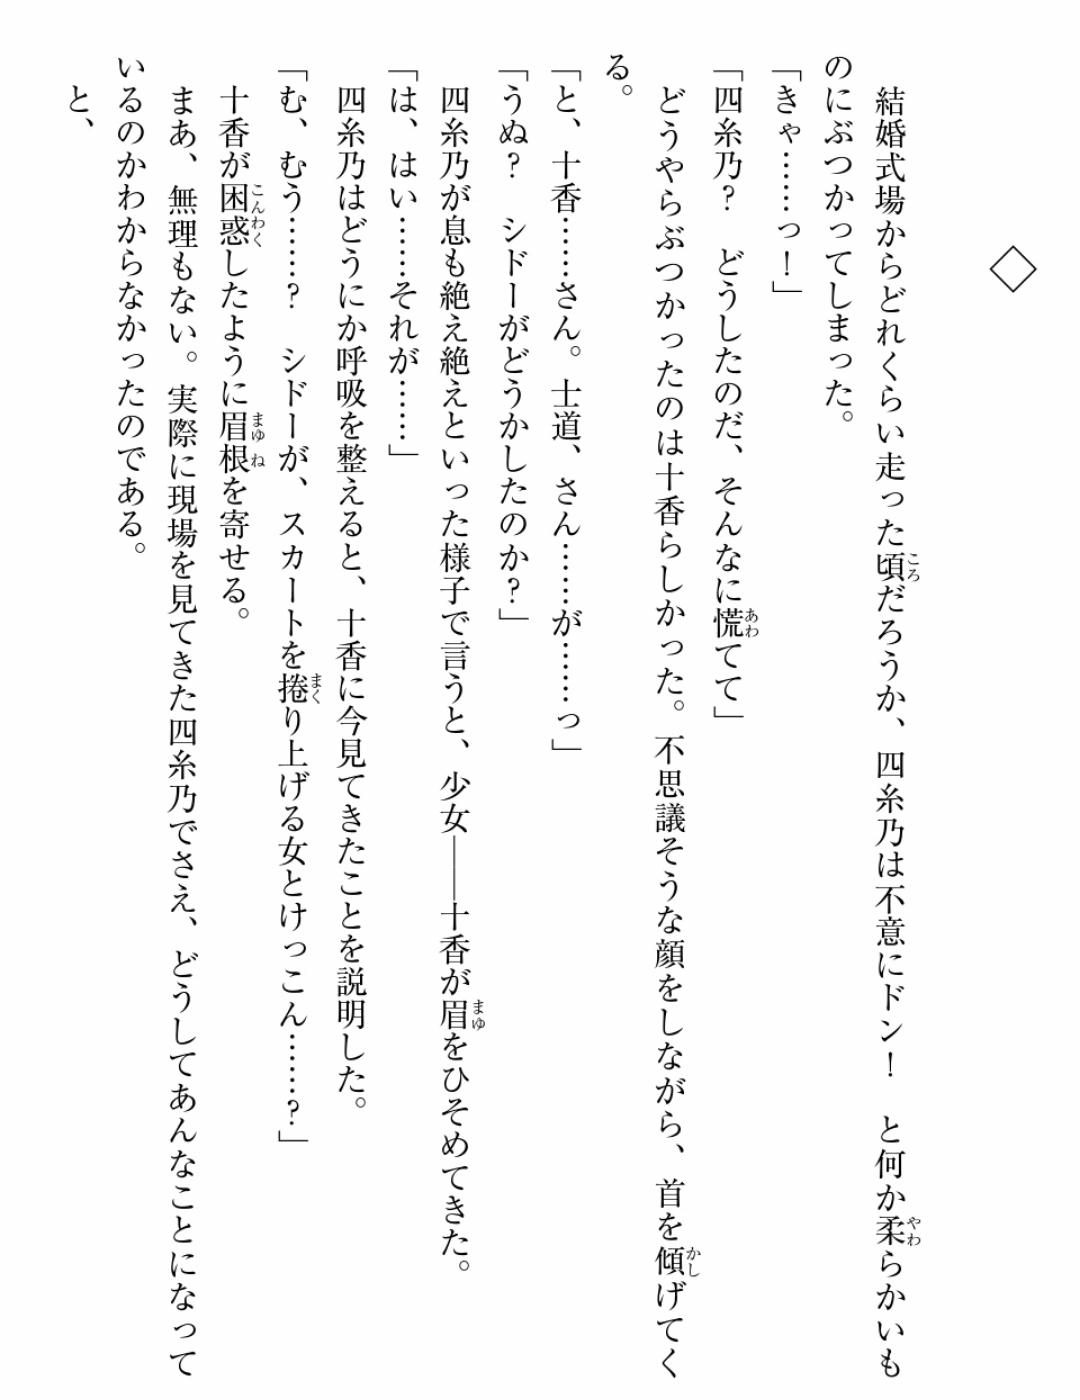 ◇
結婚式場からどれくらい走った頃だろうか、四糸乃は不意にドン！　と何か柔らかいも
のにぶつかってしまった。
「きゃ……っ！」
「四糸乃？　どうしたのだ、そんなに慌てて」
どうやらぶつかったのは十香らしかった。不思議そうな顔をしながら、首を傾げてく
る。
「と、十香……さん。士道、さん……が……っ」
「うぬ？　シドーがどうかしたのか？」
四糸乃が息も絶え絶えといった様子で言うと、少女――十香が眉をひそめてきた。
「は、はい……それが……」
四糸乃はどうにか呼吸を整えると、十香に今見てきたことを説明した。
「む、むう……？　シドーが、スカートを捲り上げる女とけっこん……？」
十香が困惑したように眉根を寄せる。
まあ、無理もない。実際に現場を見てきた四糸乃でさえ、どうしてあんなことになって
いるのかわからなかったのである。
と、